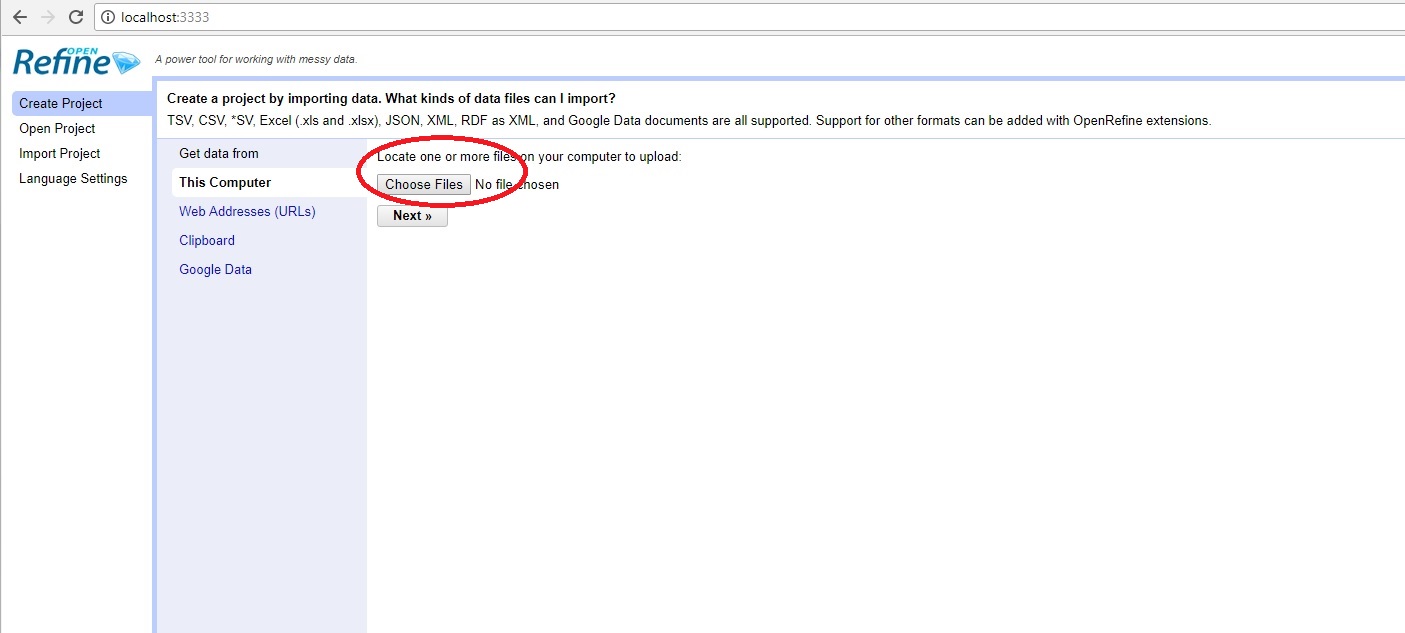 localhost:3333
OPEN
Refine
A power tool for working with messy data.
Create Project
Open Project
Import Project
Language Settings
Create a project by importing data. What kinds of data files can I import?
TSV, CSV, *SV, Excel (.xls and .xlsx), JSON, XML, RDF as XML, and Google Data documents are all supported. Support for other formats can be added with OpenRefine extensions.
Get data from
This Computer
Web Addresses (URLs)
Clipboard
Google Data
Locate one or more files on your computer to upload:
Choose Files No file chosen
Next »